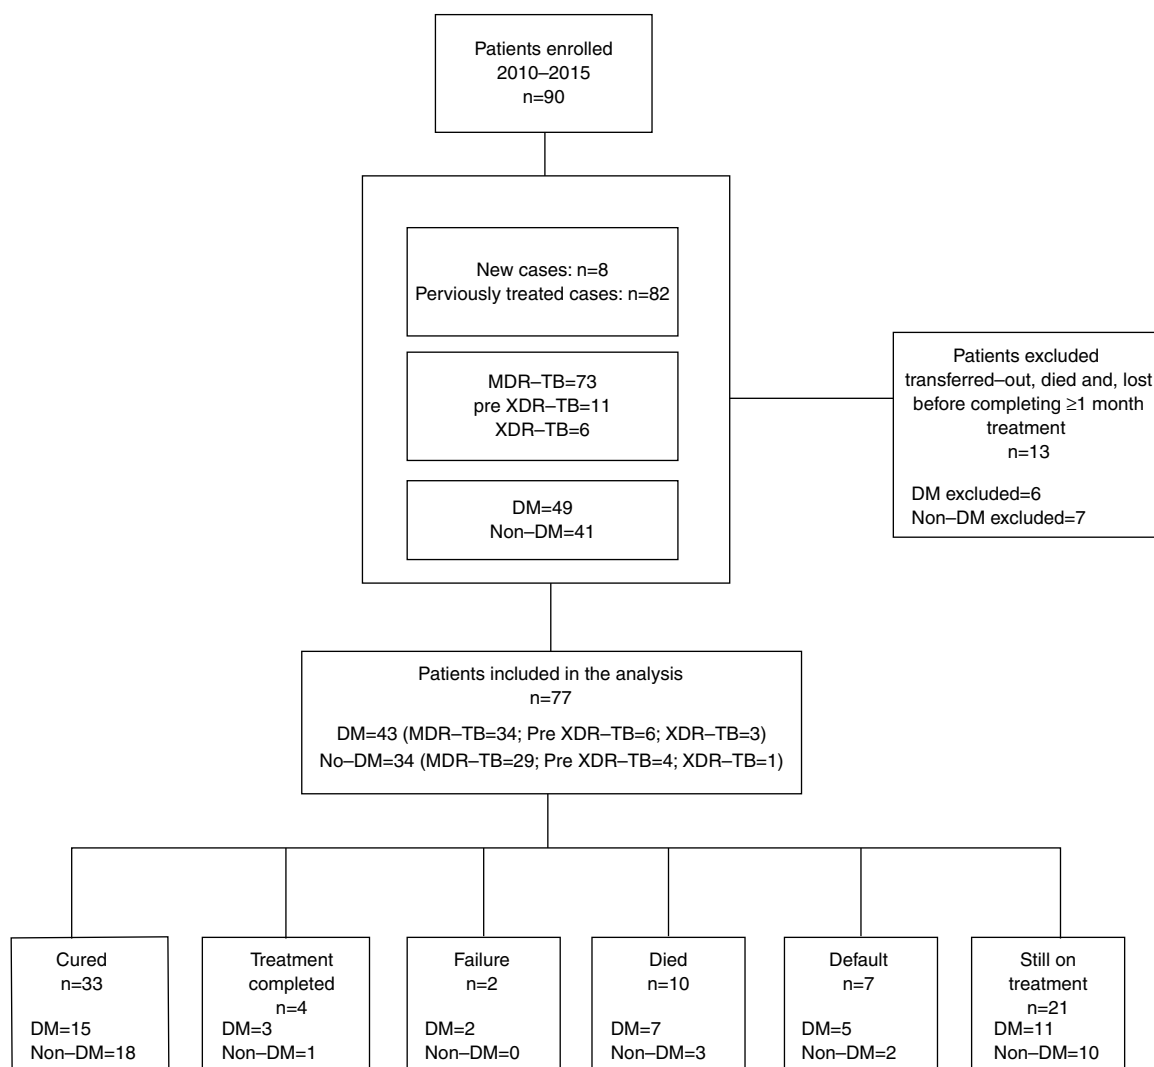 Patients enrolled
2010–2015
n=90
New cases: n=8
Perviously treated cases: n=82
MDR–TB=73
pre XDR–TB=11
XDR–TB=6
DM=49
Non–DM=41
Patients excluded
transferred–out, died and, lost
before completing ≥1 month
treatment
n=13
DM excluded=6
Non–DM excluded=7
Patients included in the analysis
n=77
DM=43 (MDR–TB=34; Pre XDR–TB=6; XDR–TB=3)
No–DM=34 (MDR–TB=29; Pre XDR–TB=4; XDR–TB=1)
Cured
n=33
DM=15
Non–DM=18
Treatment
completed
n=4
DM=3
Non–DM=1
Failure
n=2
DM=2
Non–DM=0
Died
n=10
DM=7
Non–DM=3
Default
n=7
DM=5
Non–DM=2
Still on
treatment
n=21
DM=11
Non–DM=10